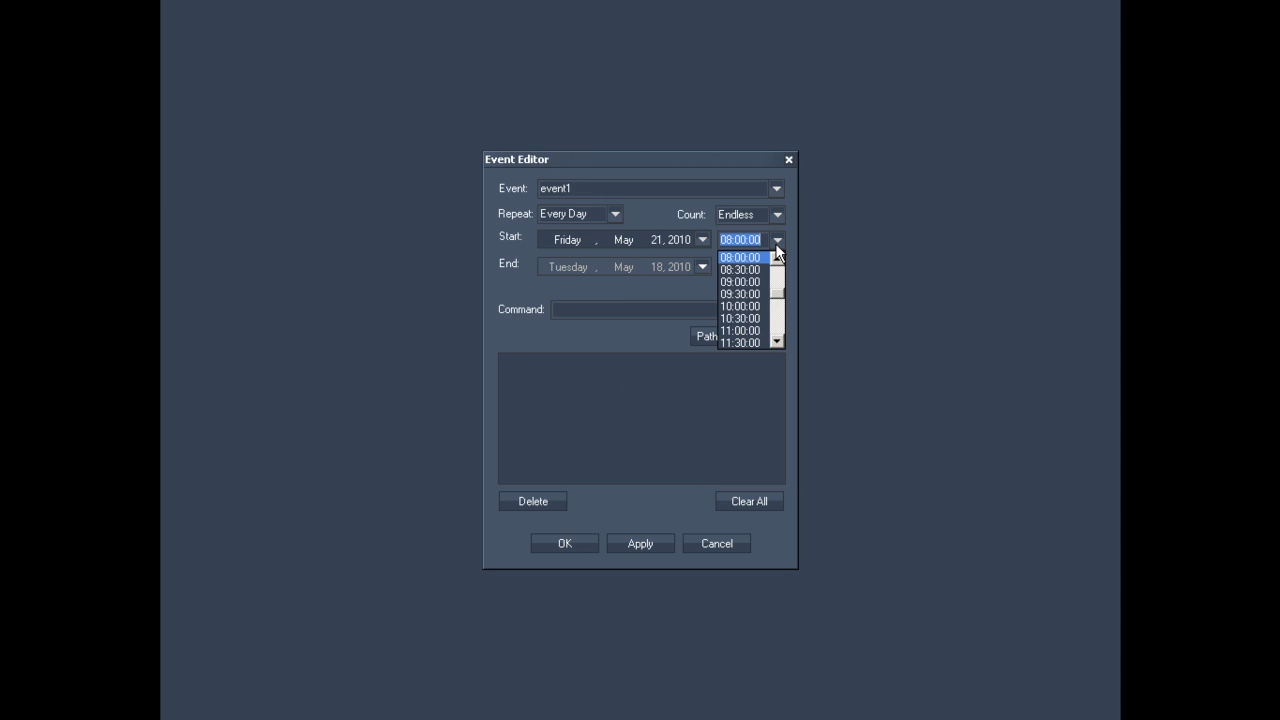 Event Editor
Event: event1
Repeat: Every Day Count: Endless
Start: Friday , May 21, 2010 08:00:00
End: Tuesday , May 18, 2010
08:00:00
08:30:00
09:00:00
09:30:00
10:00:00
10:30:00
11:00:00
11:30:00
Command:
Path
Delete Clear All
OK Apply Cancel